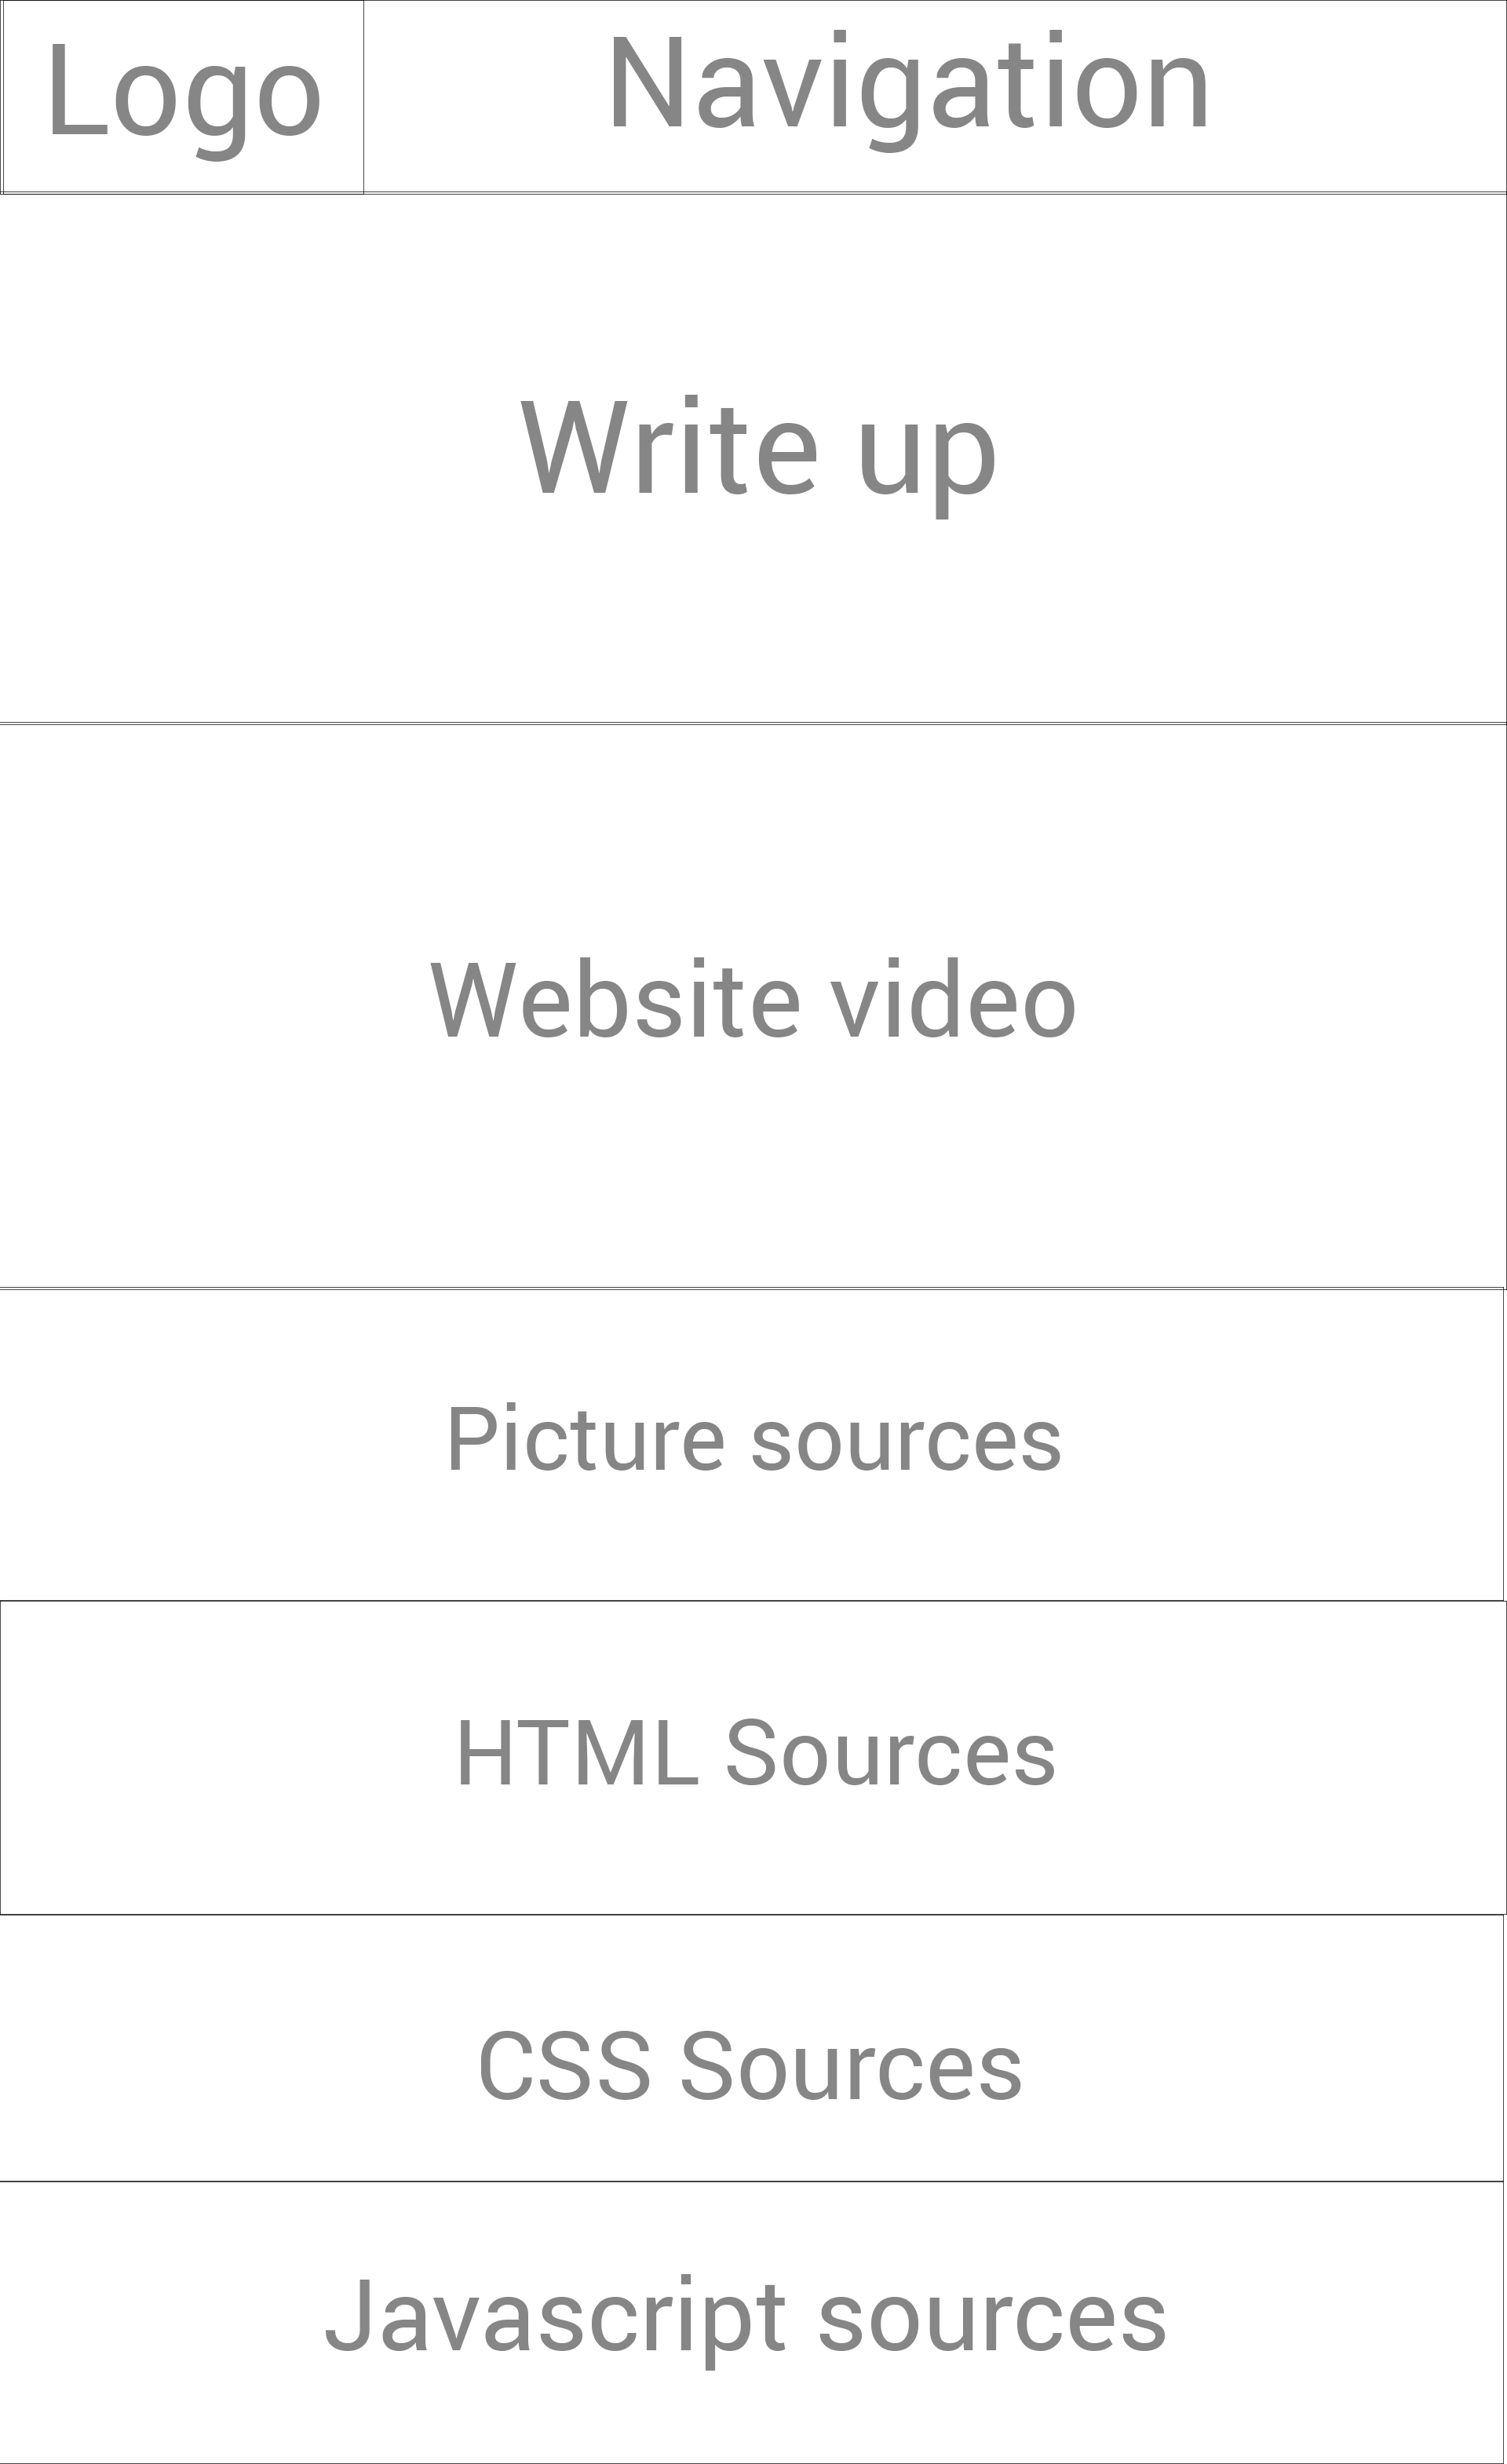 Logo
Navigation
Write up
Website video
Picture sources
HTML Sources
CSS Sources
Javascript sources